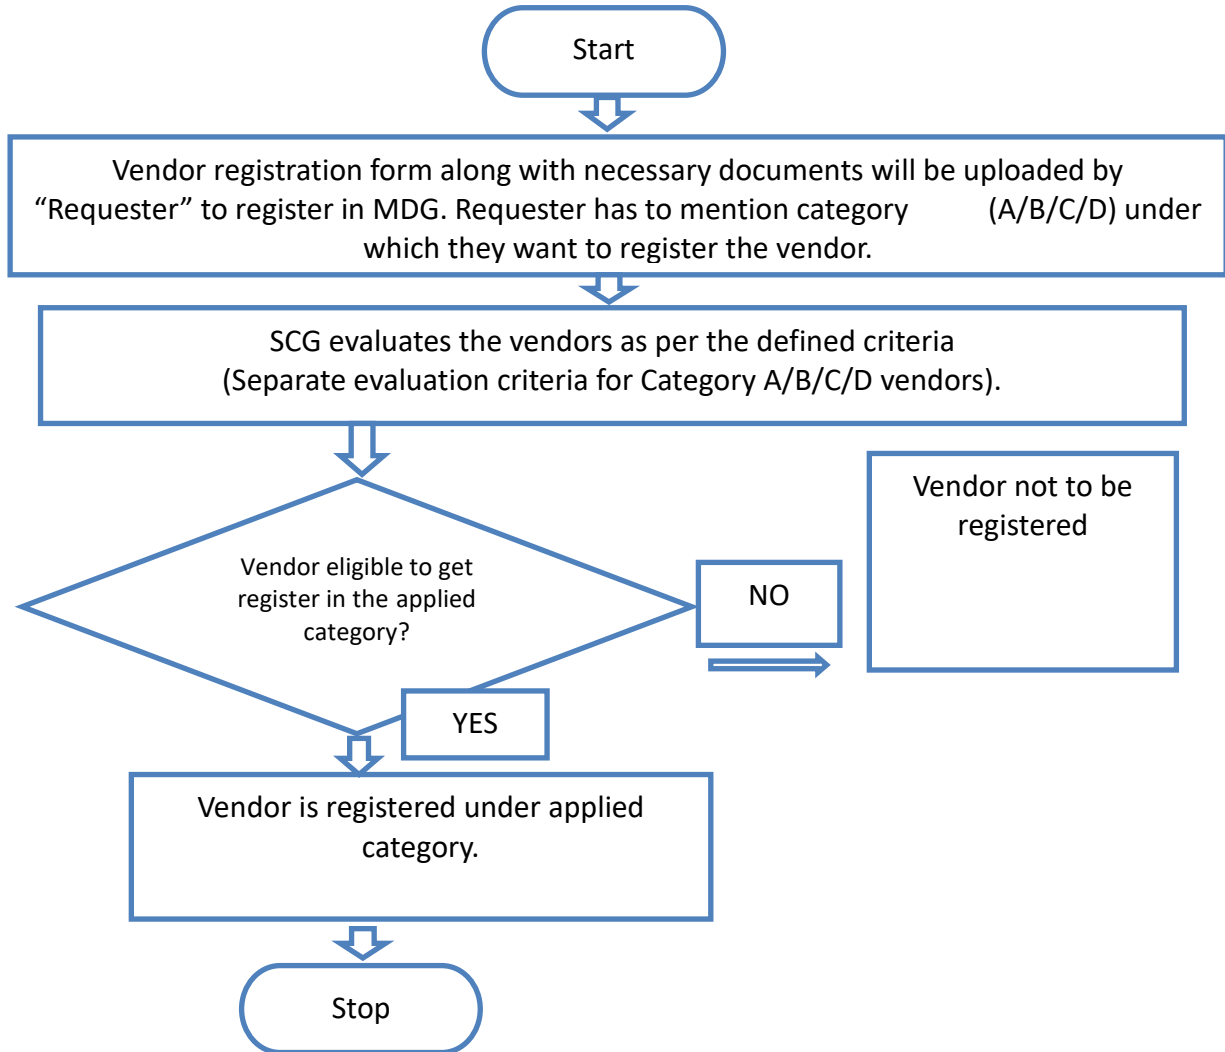 Start
Vendor registration form along with necessary documents will be uploaded by
“Requester” to register in MDG. Requester has to mention category (A/B/C/D) under
which they want to register the vendor.
SCG evaluates the vendors as per the defined criteria
(Separate evaluation criteria for Category A/B/C/D vendors).
Vendor eligible to get
register in the applied
category?
NO
Vendor not to be
registered
YES
Vendor is registered under applied
category.
Stop